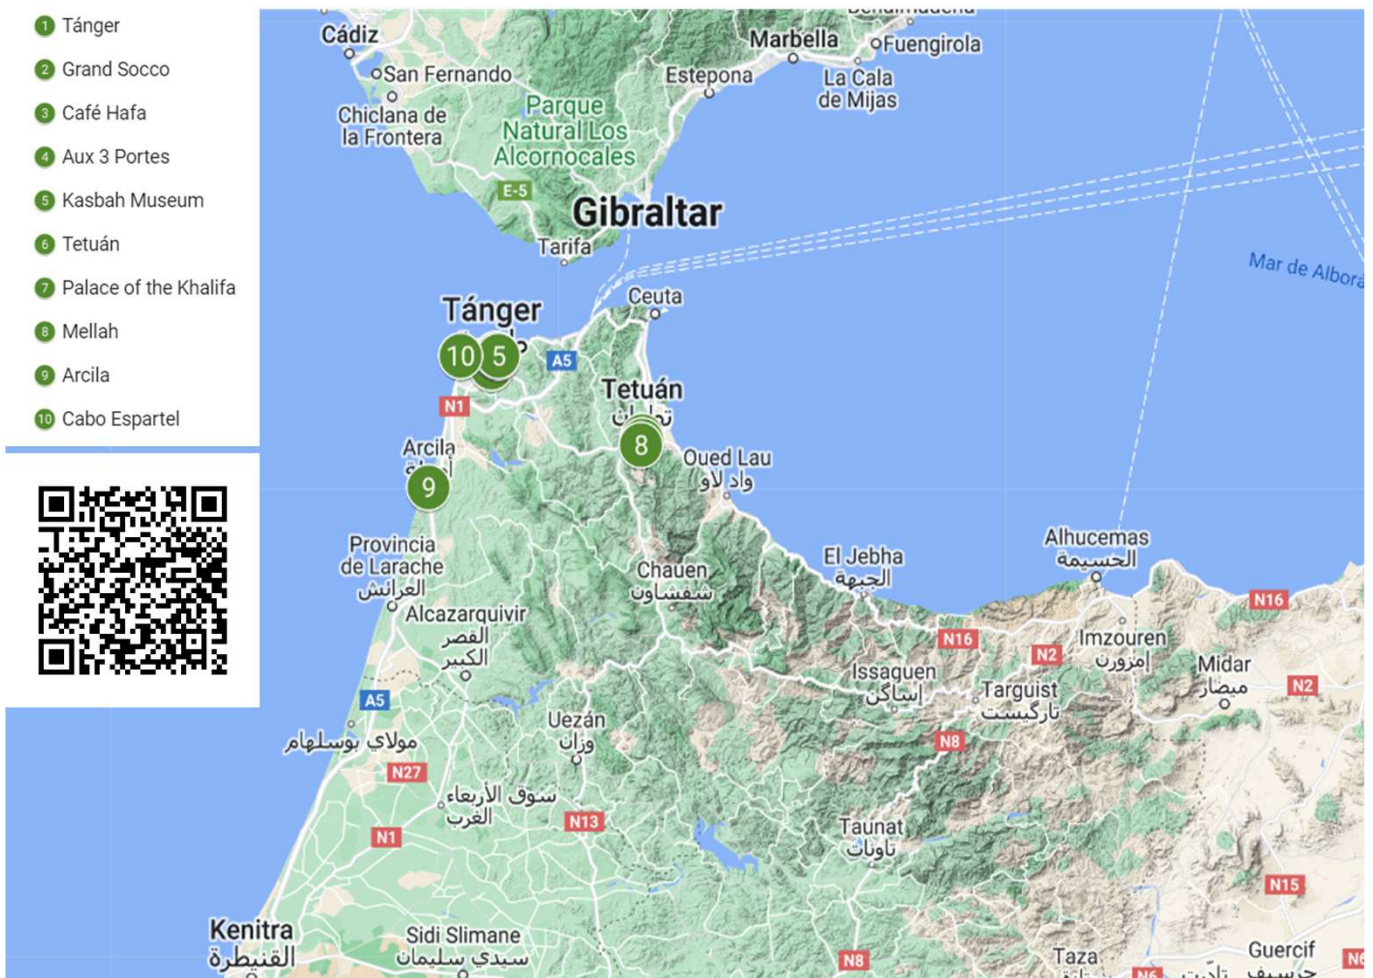 1 Tánger
2 Grand Socco
3 Café Hafa
4 Aux 3 Portes
5 Kasbah Museum
6 Tetuán
7 Palace of the Khalifa
8 Mellah
9 Arcila
10 Cabo Espartel
Cádiz
San Fernando
Chiclana de
la Frontera
Marbella
Fuengirola
Estepona
La Cala
de Mijas
Parque
Natural Los
Alcornocales
E-5
Gibraltar
Tarifa
Mar de Alborá
Ceuta
Tánger
10
5
A5
N1
Tetuán
8
Arcila
9
Oued Lau
واد لاو
Provincia
de Larache
العرائش
Chauen
شفشاون
El Jebha
الجبهة
Alhucemas
الحسيمة
Alcazarquivir
القصر
الكبير
N16
N16
N2
Imzouren
إمزورن
Issaguen
إساكن
Targuist
تارگيست
Midar
ميضار
N2
A5
Uezán
وزان
N8
مولاي بوسلهام
N27
سوق الأربعاء
الغرب
N1
N13
Taunat
تاونات
N15
Kenitra
القنيطرة
Sidi Slimane
سيدي سليمان
N8
Taza
N6
Guercif